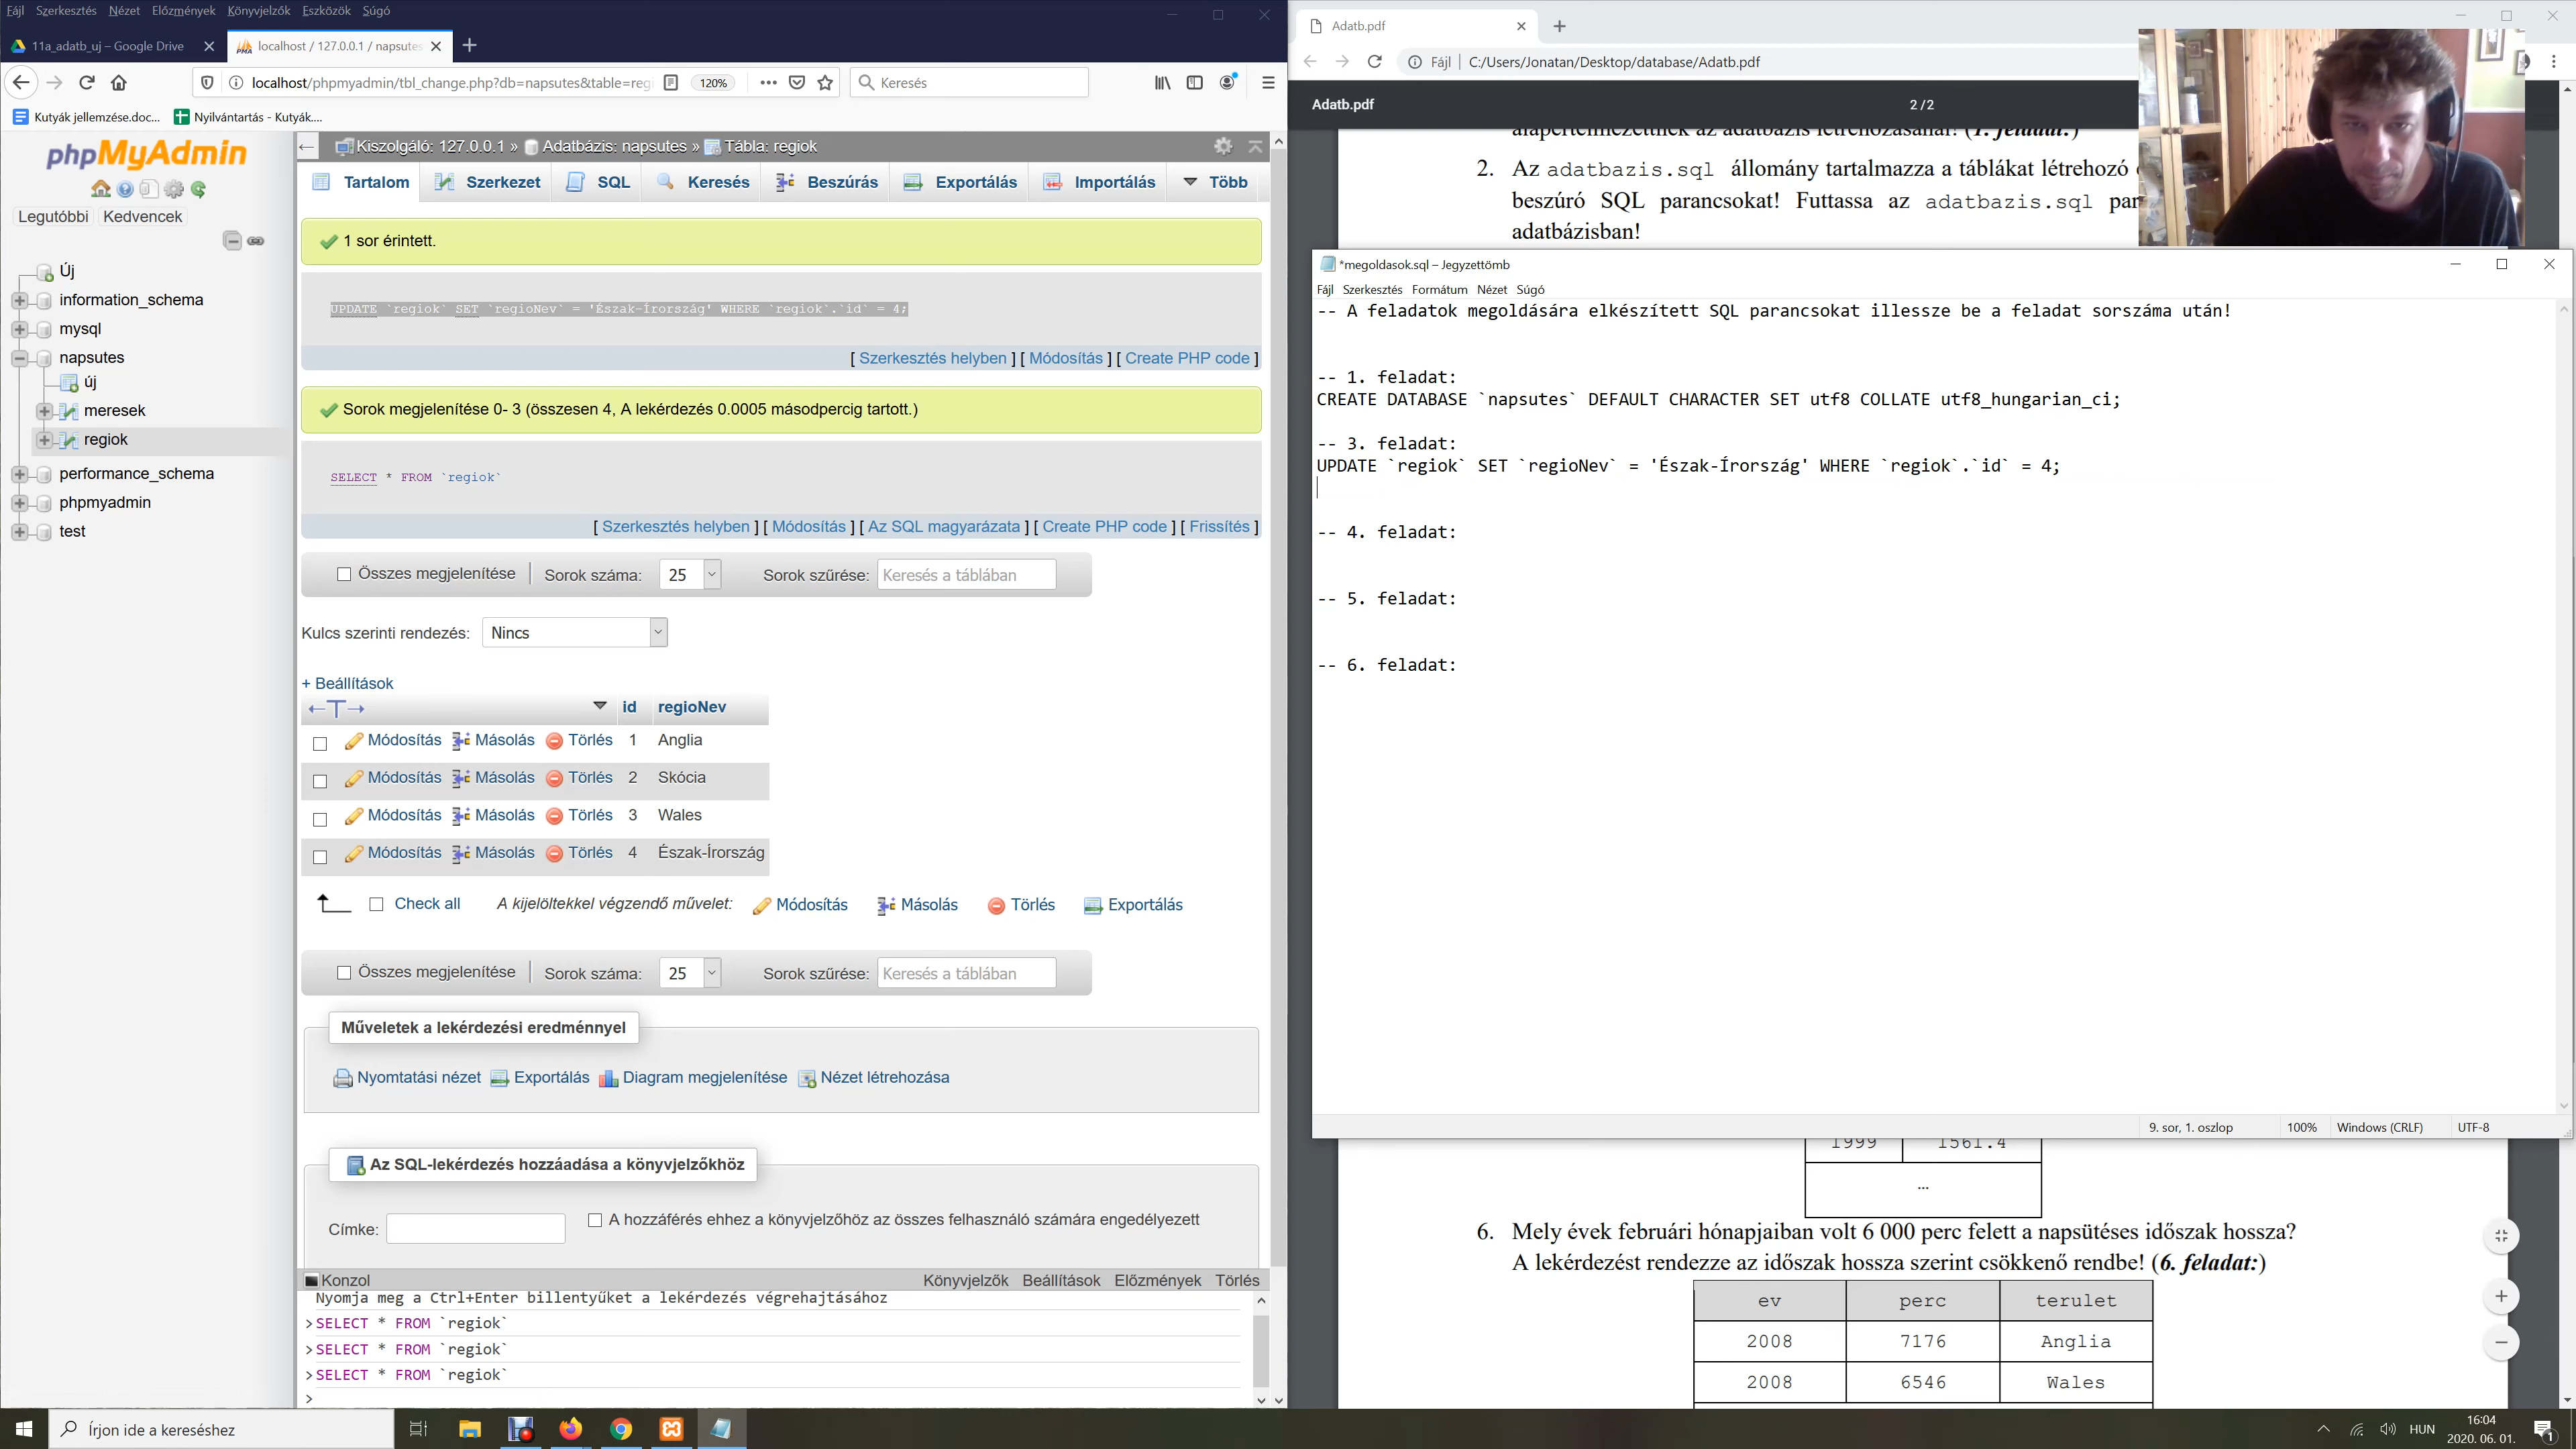 Fájl Szerkesztés Nézet Előzmények Könyvjelzők Eszközök Súgó
11a_adatb_uj – Google Drive
localhost / 127.0.0.1 / napsutes
localhost/phpmyadmin/tbl_change.php?db=napsutes&table=regi
120%
Keresés
Kutyák jellemzése.doc...
Nyilvántartás - Kutyák....
phpMyAdmin
Legutóbbi
Kedvencek
Új
information_schema
mysql
napsutes
új
meresek
regiok
performance_schema
phpmyadmin
test
Kiszolgáló: 127.0.0.1 » Adatbázis: napsutes » Tábla: regiok
Tartalom Szerkezet SQL Keresés Beszúrás Exportálás Importálás Több
1 sor érintett.
UPDATE `regiok` SET `regioNev` = 'Észak-Írország' WHERE `regiok`.`id` = 4;
[ Szerkesztés helyben ] [ Módosítás ] [ Create PHP code ]
Sorok megjelenítése 0- 3 (összesen 4, A lekérdezés 0.0005 másodpercig tartott.)
SELECT * FROM `regiok`
[ Szerkesztés helyben ] [ Módosítás ] [ Az SQL magyarázata ] [ Create PHP code ] [ Frissítés ]
Összes megjelenítése Sorok száma: 25 Sorok szűrése: Keresés a táblában
Kulcs szerinti rendezés: Nincs
+ Beállítások
←T→ id regioNev
Módosítás Másolás Törlés 1 Anglia
Módosítás Másolás Törlés 2 Skócia
Módosítás Másolás Törlés 3 Wales
Módosítás Másolás Törlés 4 Észak-Írország
Check all A kijelöltekkel végzendő művelet: Módosítás Másolás Törlés Exportálás
Összes megjelenítése Sorok száma: 25 Sorok szűrése: Keresés a táblában
Műveletek a lekérdezési eredménnyel
Nyomtatási nézet Exportálás Diagram megjelenítése Nézet létrehozása
Az SQL-lekérdezés hozzáadása a könyvjelzőkhöz
Címke:
A hozzáférés ehhez a könyvjelzőhöz az összes felhasználó számára engedélyezett
Konzol Könyvjelzők Beállítások Előzmények Törlés
Nyomja meg a Ctrl+Enter billentyűket a lekérdezés végrehajtásához
>SELECT * FROM `regiok`
>SELECT * FROM `regiok`
>SELECT * FROM `regiok`
>
Adatb.pdf
Fájl C:/Users/Jonatan/Desktop/database/Adatb.pdf
Adatb.pdf 2 / 2
alapértelmezettnek az adatbázis létrehozásánál! (1. feladat:)
2. Az adatbazis.sql állomány tartalmazza a táblákat létrehozó
beszúró SQL parancsokat! Futtassa az adatbazis.sql par
adatbázisban!
*megoldasok.sql – Jegyzettömb
Fájl Szerkesztés Formátum Nézet Súgó
-- A feladatok megoldására elkészített SQL parancsokat illessze be a feladat sorszáma után!
-- 1. feladat:
CREATE DATABASE `napsutes` DEFAULT CHARACTER SET utf8 COLLATE utf8_hungarian_ci;
-- 3. feladat:
UPDATE `regiok` SET `regioNev` = 'Észak-Írország' WHERE `regiok`.`id` = 4;
-- 4. feladat:
-- 5. feladat:
-- 6. feladat:
9. sor, 1. oszlop 100% Windows (CRLF) UTF-8
1999 1561.4
...
6. Mely évek februári hónapjaiban volt 6 000 perc felett a napsütéses időszak hossza?
A lekérdezést rendezze az időszak hossza szerint csökkenő rendbe! (6. feladat:)
ev perc terulet
2008 7176 Anglia
2008 6546 Wales
Írjon ide a kereséshez
HUN
16:04
2020. 06. 01.
1